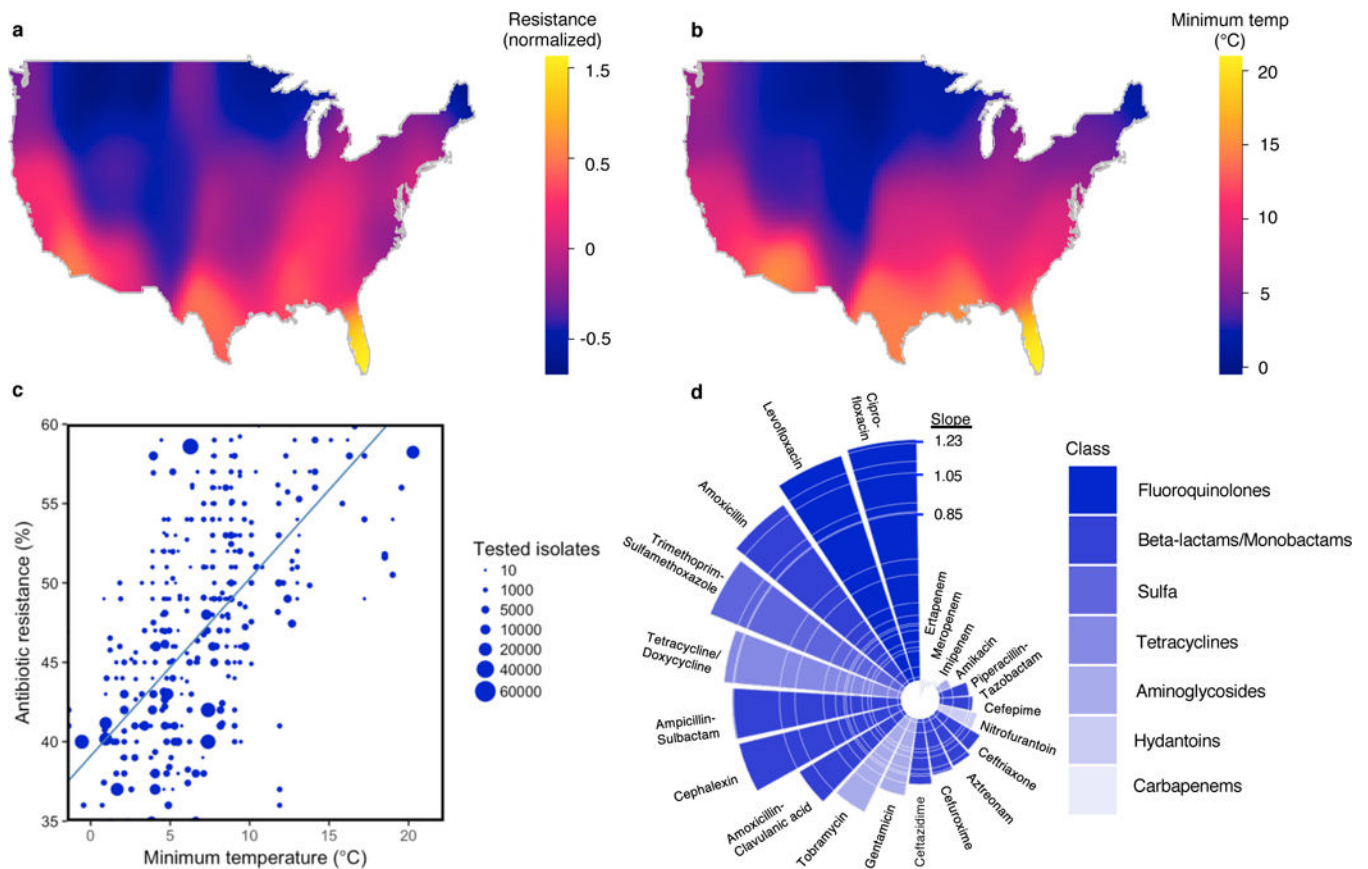 a
Resistance
(normalized)
1.5
0.5
0
-0.5
b
Minimum temp
(°C)
20
15
10
5
0
c
Antibiotic resistance (%)
60
55
50
45
40
35
0
5
10
15
20
Minimum temperature (°C)
Tested isolates
10
1000
5000
10000
20000
40000
60000
d
Slope
1.23
1.05
0.85
Cipro-
floxacin
Levofloxacin
Amoxicillin
Trimethoprim-
Sulfamethoxazole
Tetracycline/
Doxycycline
Ampicillin-
Sulbactam
Cephalexin
Amoxicillin-
Clavulanic acid
Tobramycin
Gentamicin
Ceftazidime
Cefuroxime
Aztreonam
Ceftriaxone
Nitrofurantoin
Cefepime
Piperacillin-
Tazobactam
Amikacin
Imipenem
Meropenem
Ertapenem
Class
Fluoroquinolones
Beta-lactams/Monobactams
Sulfa
Tetracyclines
Aminoglycosides
Hydantoins
Carbapenems